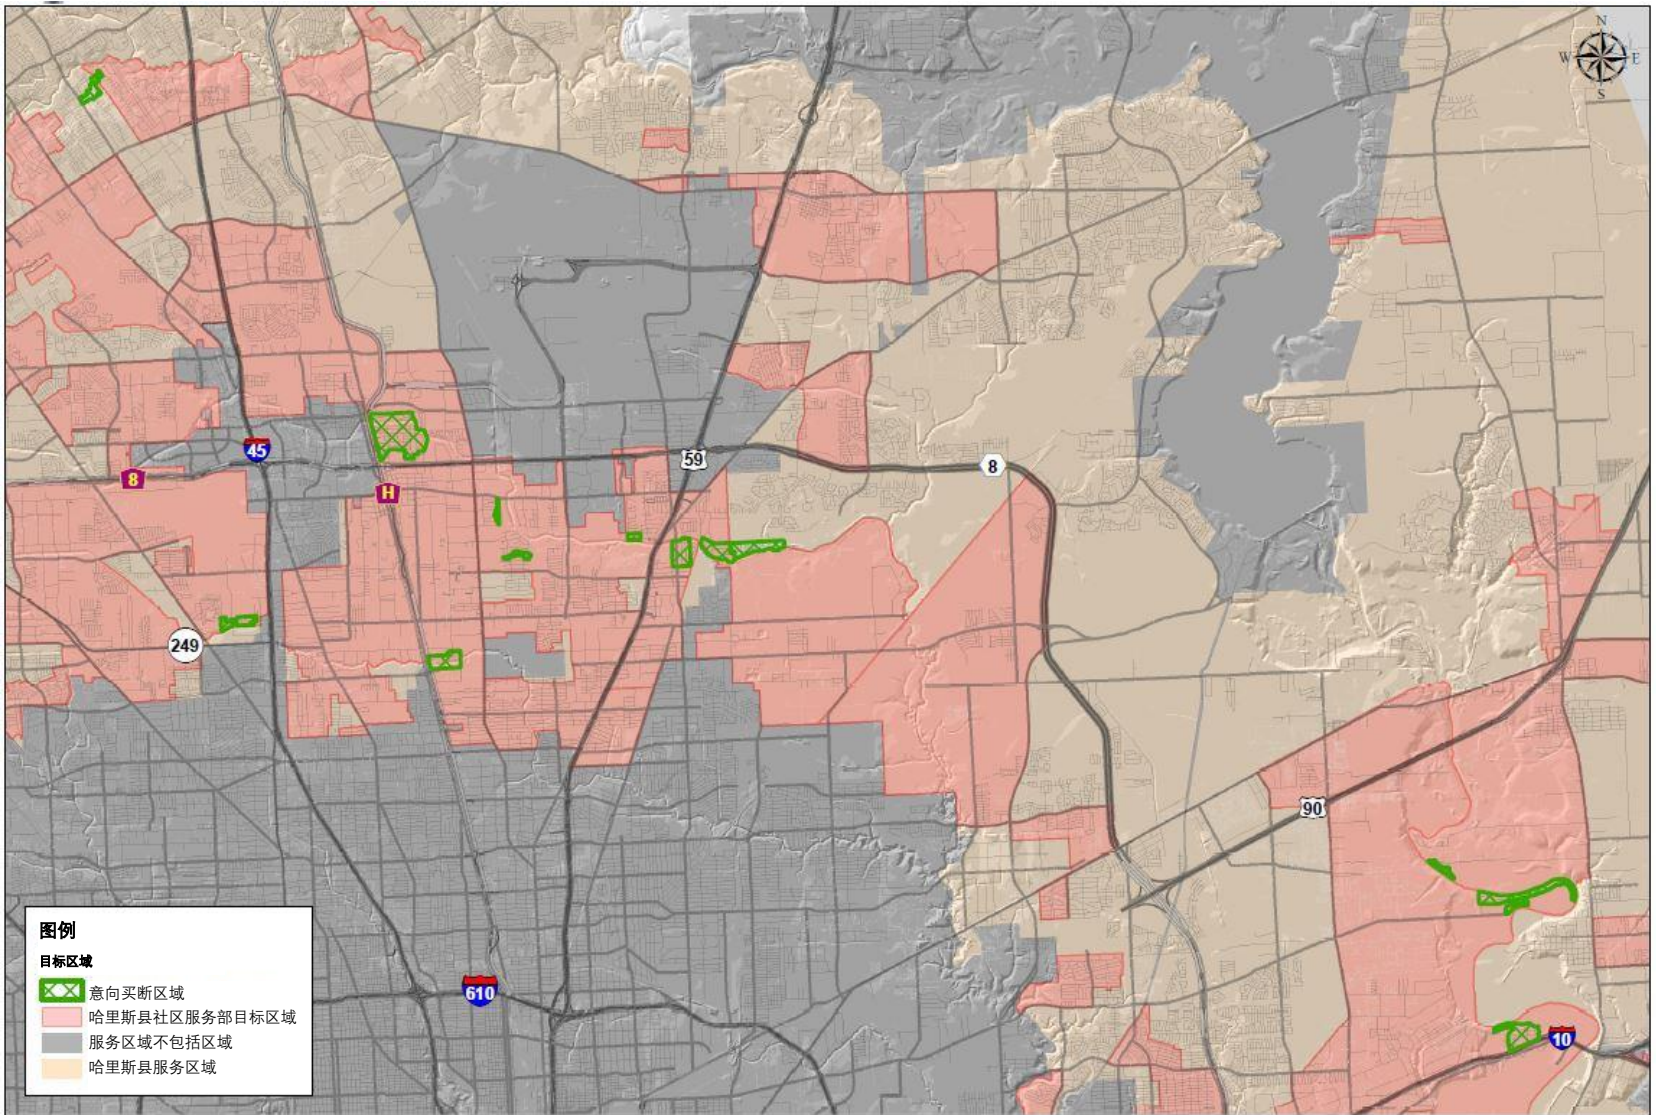 N
W E
S
45
59
8
8
H
249
90
610
10
图例
目标区域
意向买断区域
哈里斯县社区服务部目标区域
服务区域不包括区域
哈里斯县服务区域